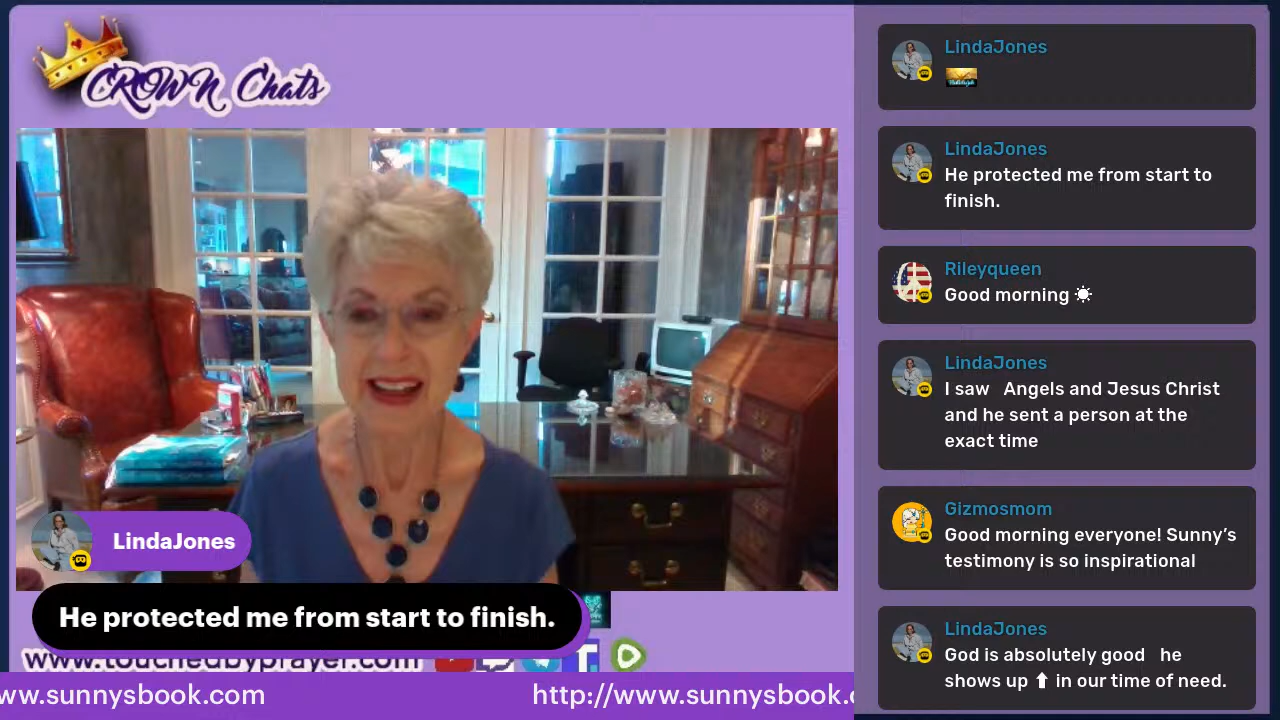 CROWN Chats
LindaJones
He protected me from start to finish.
www.touchedbyprayer.com
ww.sunnysbook.com
http://www.sunnysbook.c
LindaJones
LindaJones
He protected me from start to
finish.
Rileyqueen
Good morning ☀
LindaJones
I saw Angels and Jesus Christ
and he sent a person at the
exact time
Gizmosmom
Good morning everyone! Sunny’s
testimony is so inspirational
LindaJones
God is absolutely good he
shows up ⬆ in our time of need.